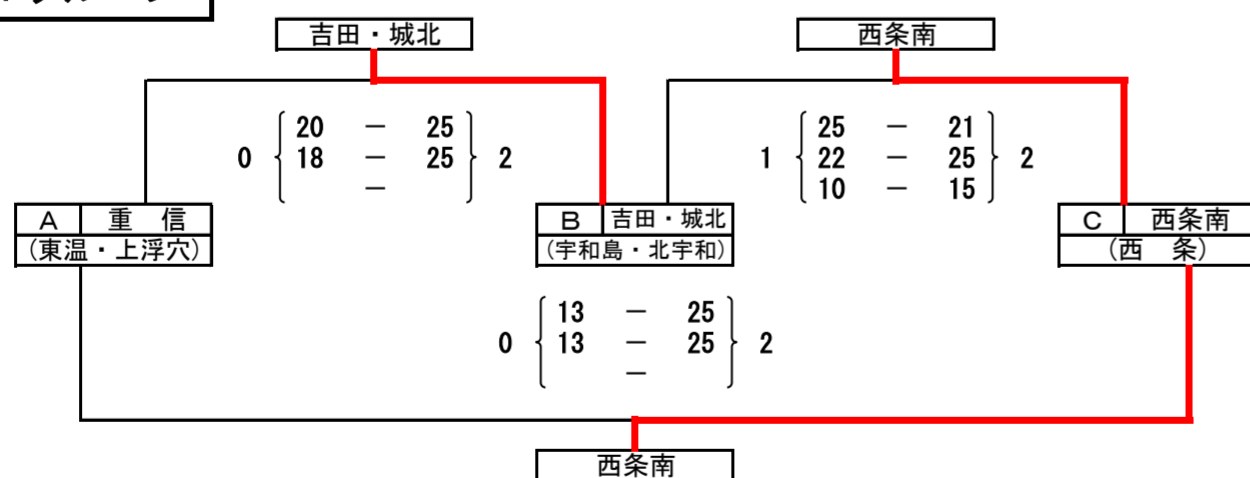 吉田・城北 西条南
20 － 25 25 － 21
0 18 － 25 2 1 22 － 25 2
－ 10 － 15
A 重 信 B 吉田・城北 C 西条南
(東温・上浮穴) (宇和島・北宇和) (西 条)
13 － 25
0 13 － 25 2
－
西条南